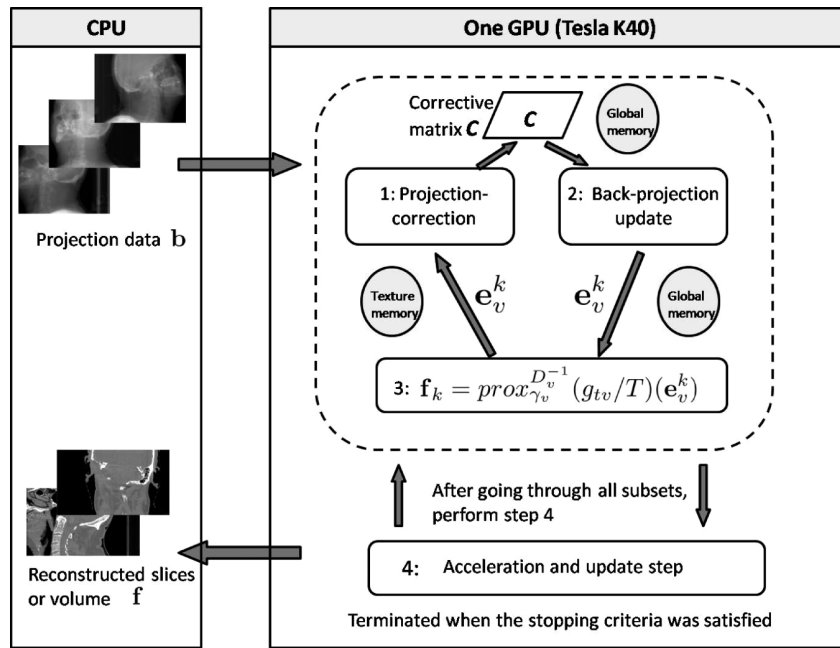 CPU
One GPU (Tesla K40)
Corrective
matrix C
C
Global
memory
1: Projection-
correction
2: Back-projection
update
Projection data b
Texture
memory
e_v^k
e_v^k
Global
memory
3: f_k = prox_{γ_v}^{D_v^{-1}}(g_{tv}/T)(e_v^k)
After going through all subsets,
perform step 4
4: Acceleration and update step
Reconstructed slices
or volume f
Terminated when the stopping criteria was satisfied